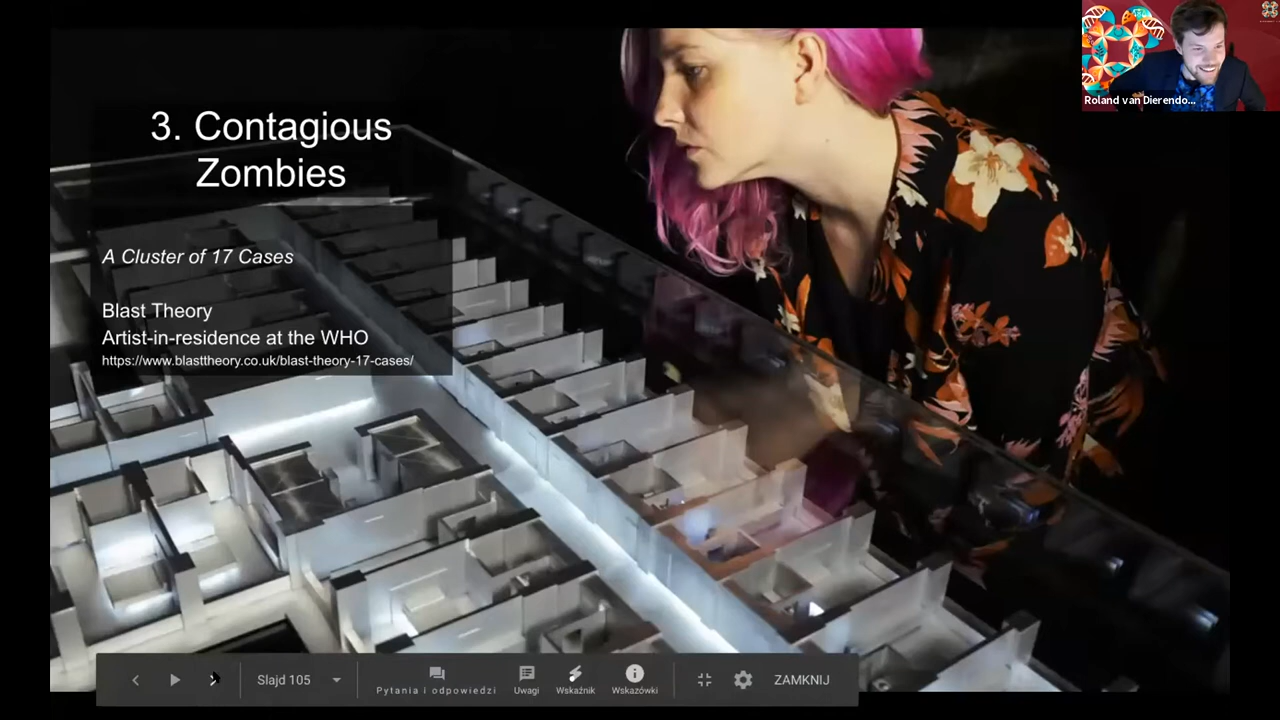 3. Contagious
Zombies
A Cluster of 17 Cases
Blast Theory
Artist-in-residence at the WHO
https://www.blasttheory.co.uk/blast-theory-17-cases/
Roland van Dierendo...
Slajd 105
Pytania i odpowiedzi
Uwagi
Wskaźnik
Wskazówki
ZAMKNIJ